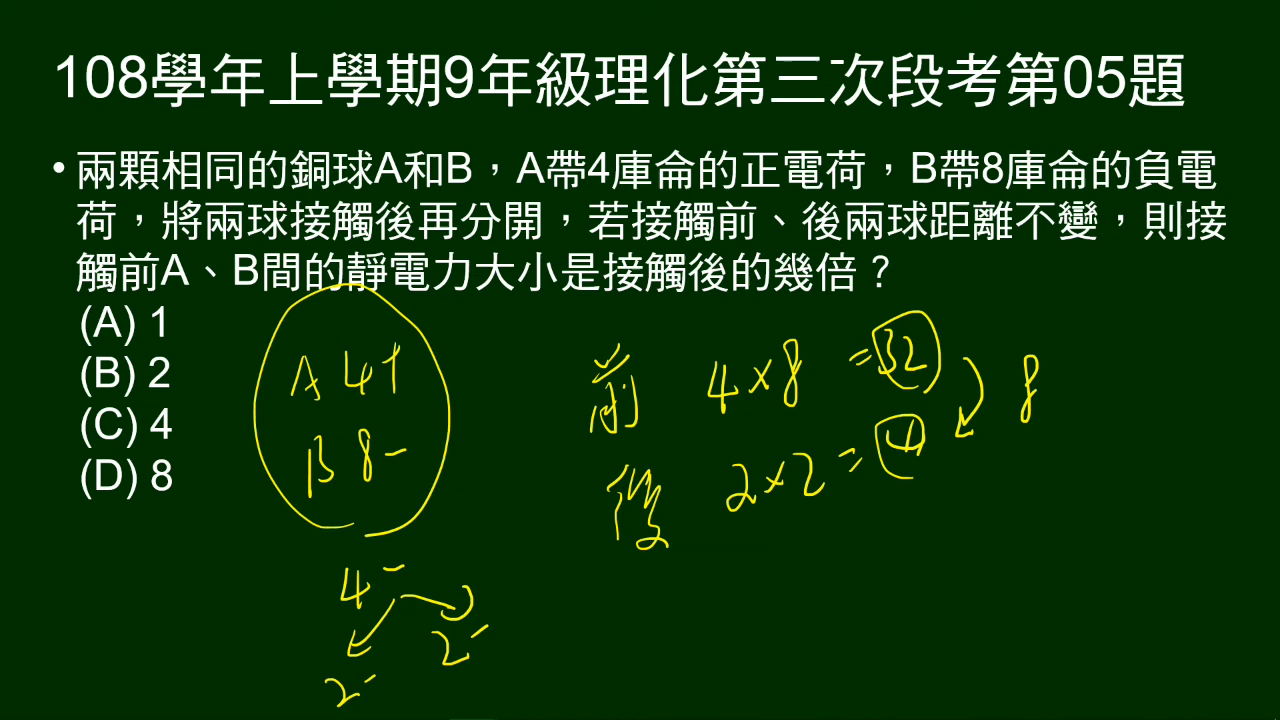 108學年上學期9年級理化第三次段考第05題
• 兩顆相同的銅球A和B，A帶4庫侖的正電荷，B帶8庫侖的負電
荷，將兩球接觸後再分開，若接觸前、後兩球距離不變，則接
觸前A、B間的靜電力大小是接觸後的幾倍？
(A) 1
(B) 2
(C) 4
(D) 8
A 4+
B 8-
4-
2-
2-
前 4×8 =32
後 2×2 =4
8